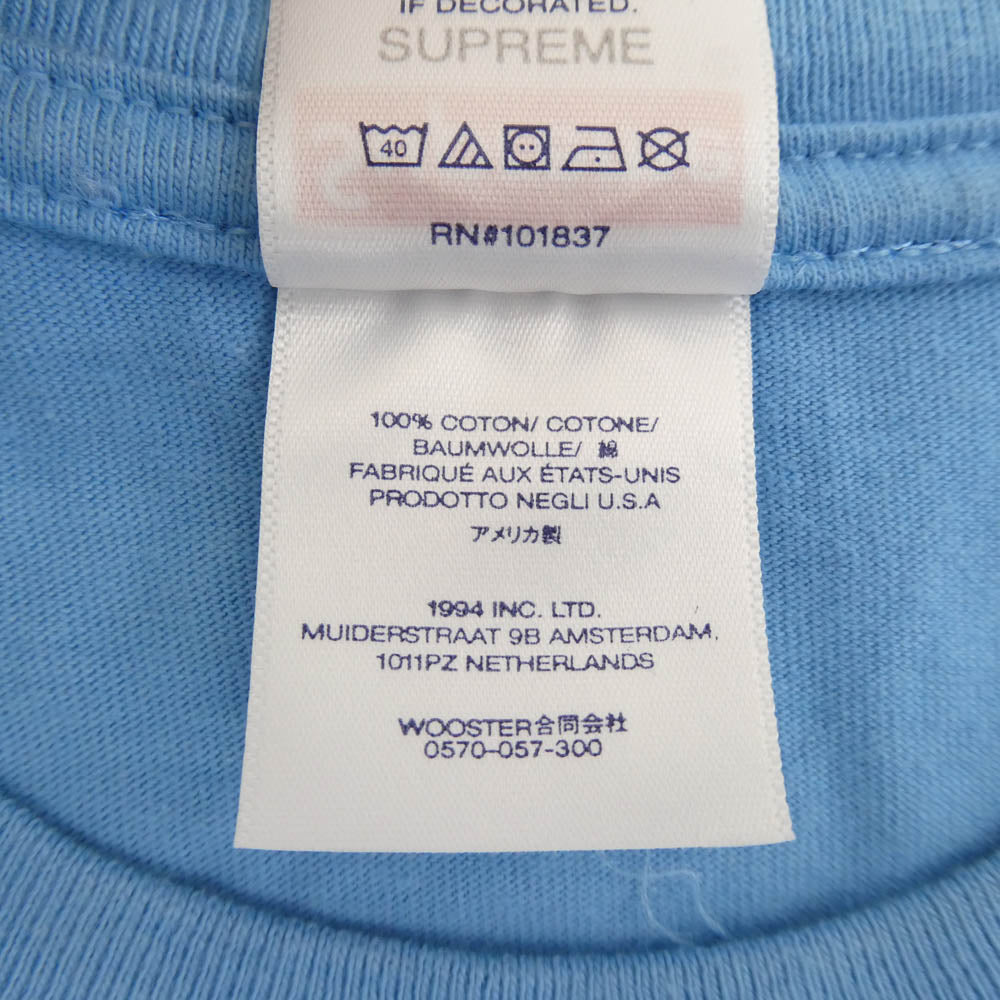 IF DECORATED.
SUPREME
40
RN#101837
100% COTON/ COTONE/
BAUMWOLLE/ 綿
FABRIQUÉ AUX ÉTATS-UNIS
PRODOTTO NEGLI U.S.A
アメリカ製
1994 INC. LTD.
MUIDERSTRAAT 9B AMSTERDAM,
1011PZ NETHERLANDS
WOOSTER合同会社
0570-057-300